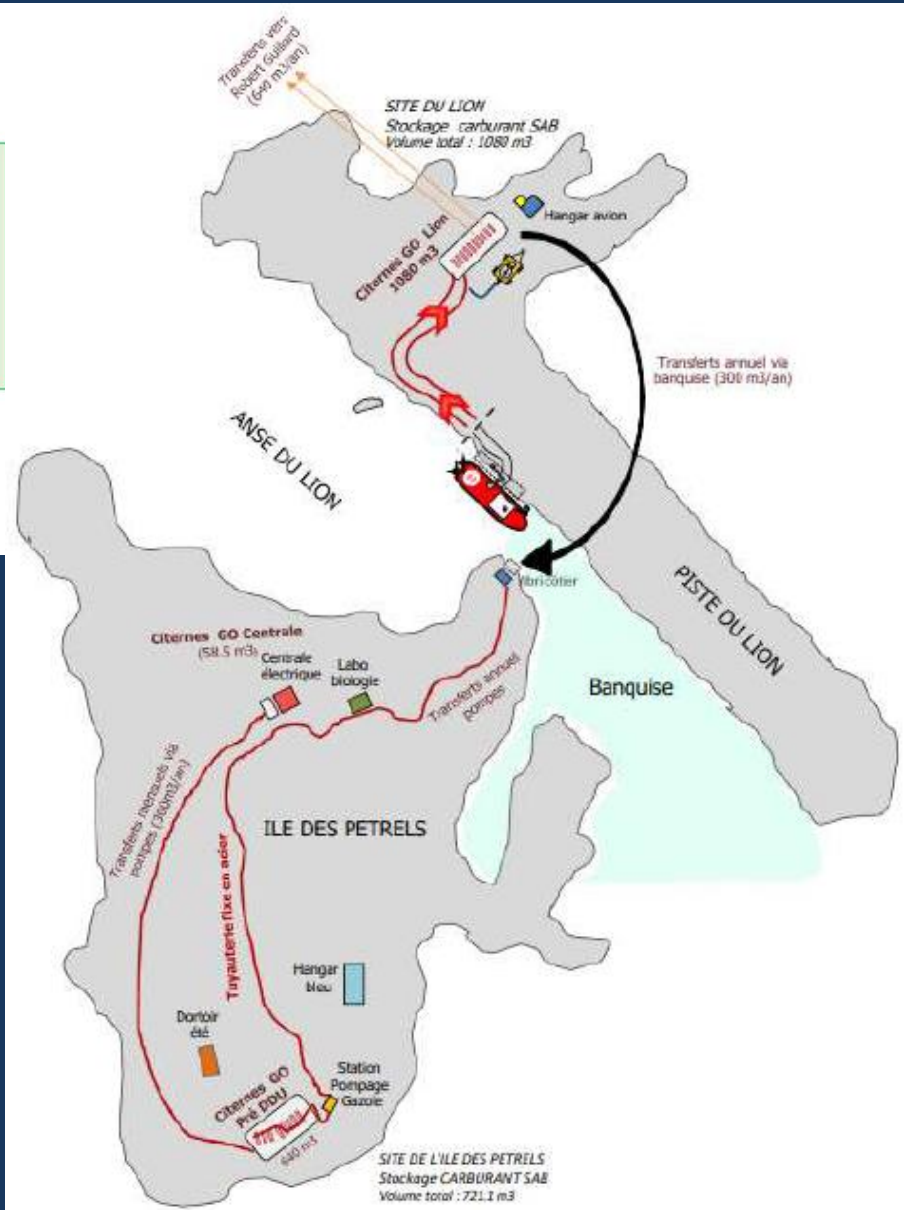 Transferts vers
Robert Guillard
(640 m3/an)
SITE DU LION
Stockage carburant SAB
Volume total : 1080 m3
Hangar avion
Citernes GO Lion
1080 m3
Transferts annuel via
banquise (300 m3/an)
ANSE DU LION
PISTE DU LION
Abricotier
Citernes GO Centrale
(58.5 m3)
Centrale
électrique
Labo
biologie
Transferts annuel
pompes
Banquise
Transferts mensuels via
pompes (360m3/an)
ILE DES PETRELS
Tuyauterie fixe en acier
Hangar
bleu
Dortoir
été
Station
Pompage
Gazole
Citernes GO
Pré DDU
640 m3
SITE DE L'ILE DES PETRELS
Stockage CARBURANT SAB
Volume total : 721.1 m3